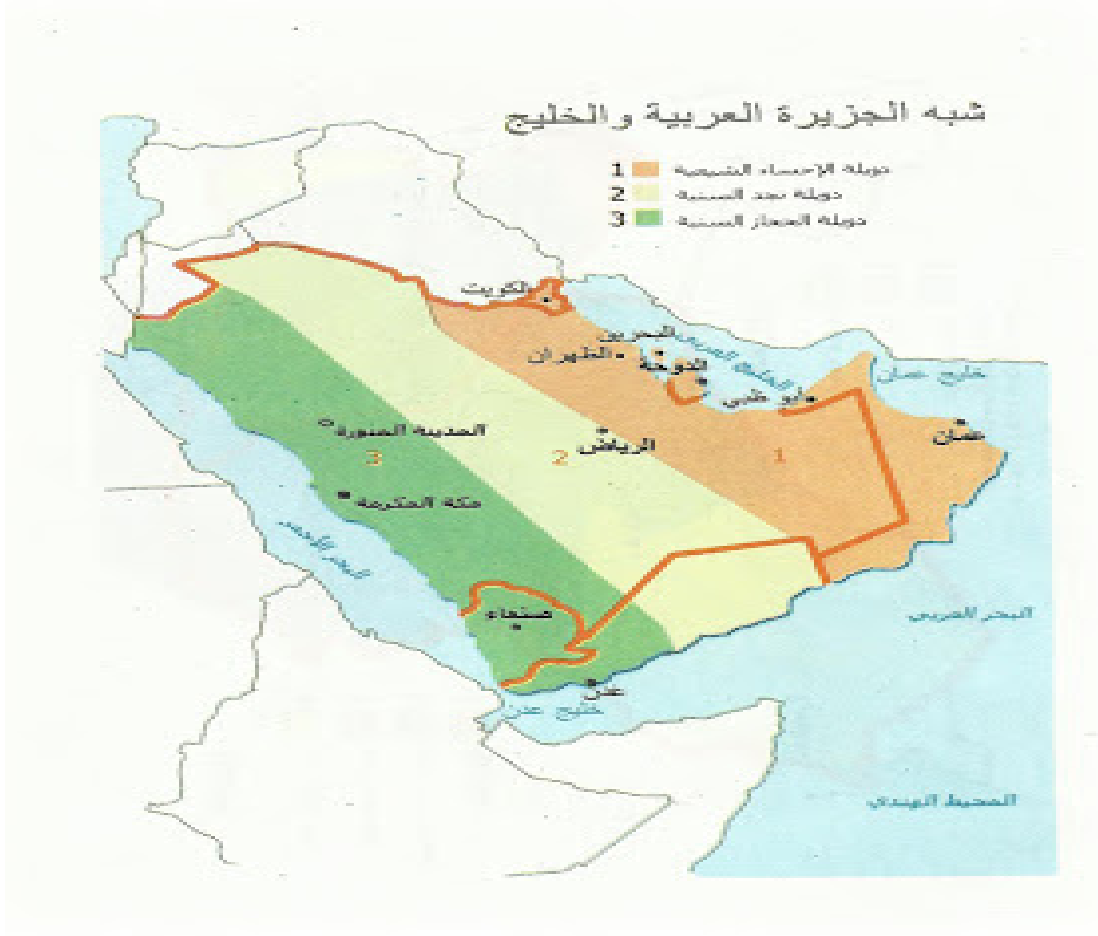 شبه الجزيرة العربية والخليج
1 دويلة الإحساء الشيعية
2 دويلة نجد السنية
3 دويلة الحجاز السنية
الكويت
البحرين
الظهران
الدوحة
الخليج العربي
خليج عمان
أبو ظبي
عمان
المدينة المنورة
الرياض
3
2
1
مكة المكرمة
البحر الأحمر
صنعاء
البحر العربي
عدن
خليج عدن
المحيط الهندي